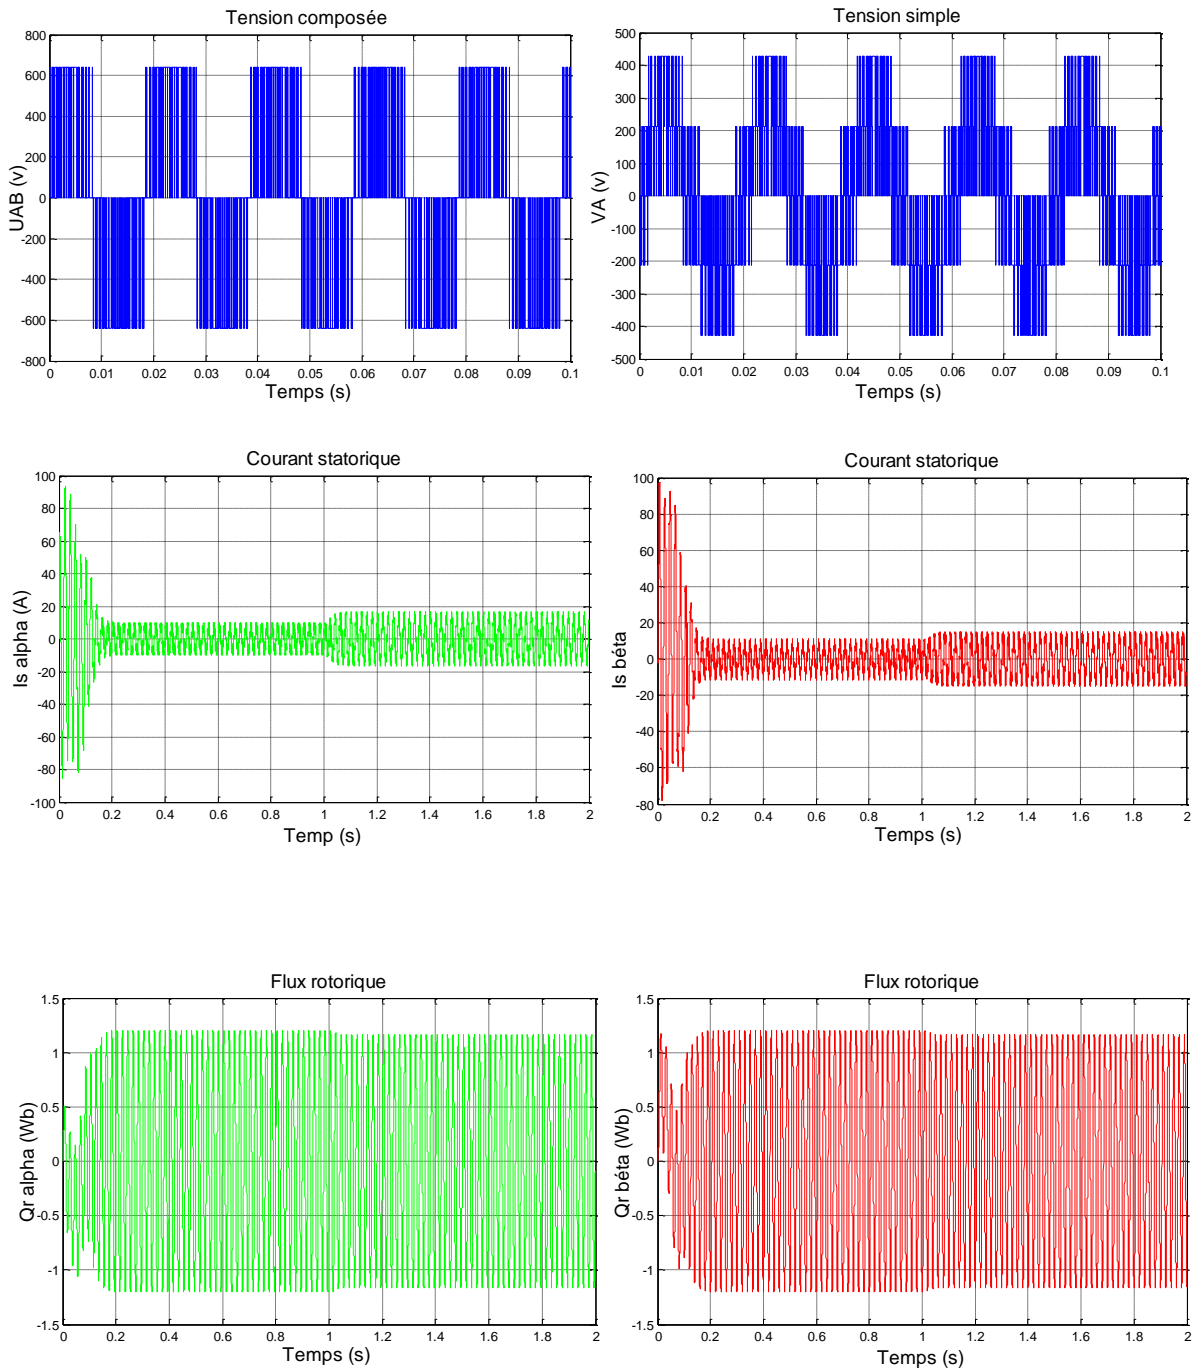 Tension composée
800
600
400
200
0
-200
-400
-600
-800
UAB (v)
0 0.01 0.02 0.03 0.04 0.05 0.06 0.07 0.08 0.09 0.1
Temps (s)
Tension simple
500
400
300
200
100
0
-100
-200
-300
-400
-500
VA (v)
0 0.01 0.02 0.03 0.04 0.05 0.06 0.07 0.08 0.09 0.1
Temps (s)
Courant statorique
100
80
60
40
20
0
-20
-40
-60
-80
-100
Is alpha (A)
0 0.2 0.4 0.6 0.8 1 1.2 1.4 1.6 1.8 2
Temp (s)
Courant statorique
100
80
60
40
20
0
-20
-40
-60
-80
Is béta
0 0.2 0.4 0.6 0.8 1 1.2 1.4 1.6 1.8 2
Temps (s)
Flux rotorique
1.5
1
0.5
0
-0.5
-1
-1.5
Qr alpha (Wb)
0 0.2 0.4 0.6 0.8 1 1.2 1.4 1.6 1.8 2
Temps (s)
Flux rotorique
1.5
1
0.5
0
-0.5
-1
-1.5
Qr béta (Wb)
0 0.2 0.4 0.6 0.8 1 1.2 1.4 1.6 1.8 2
Temps (s)